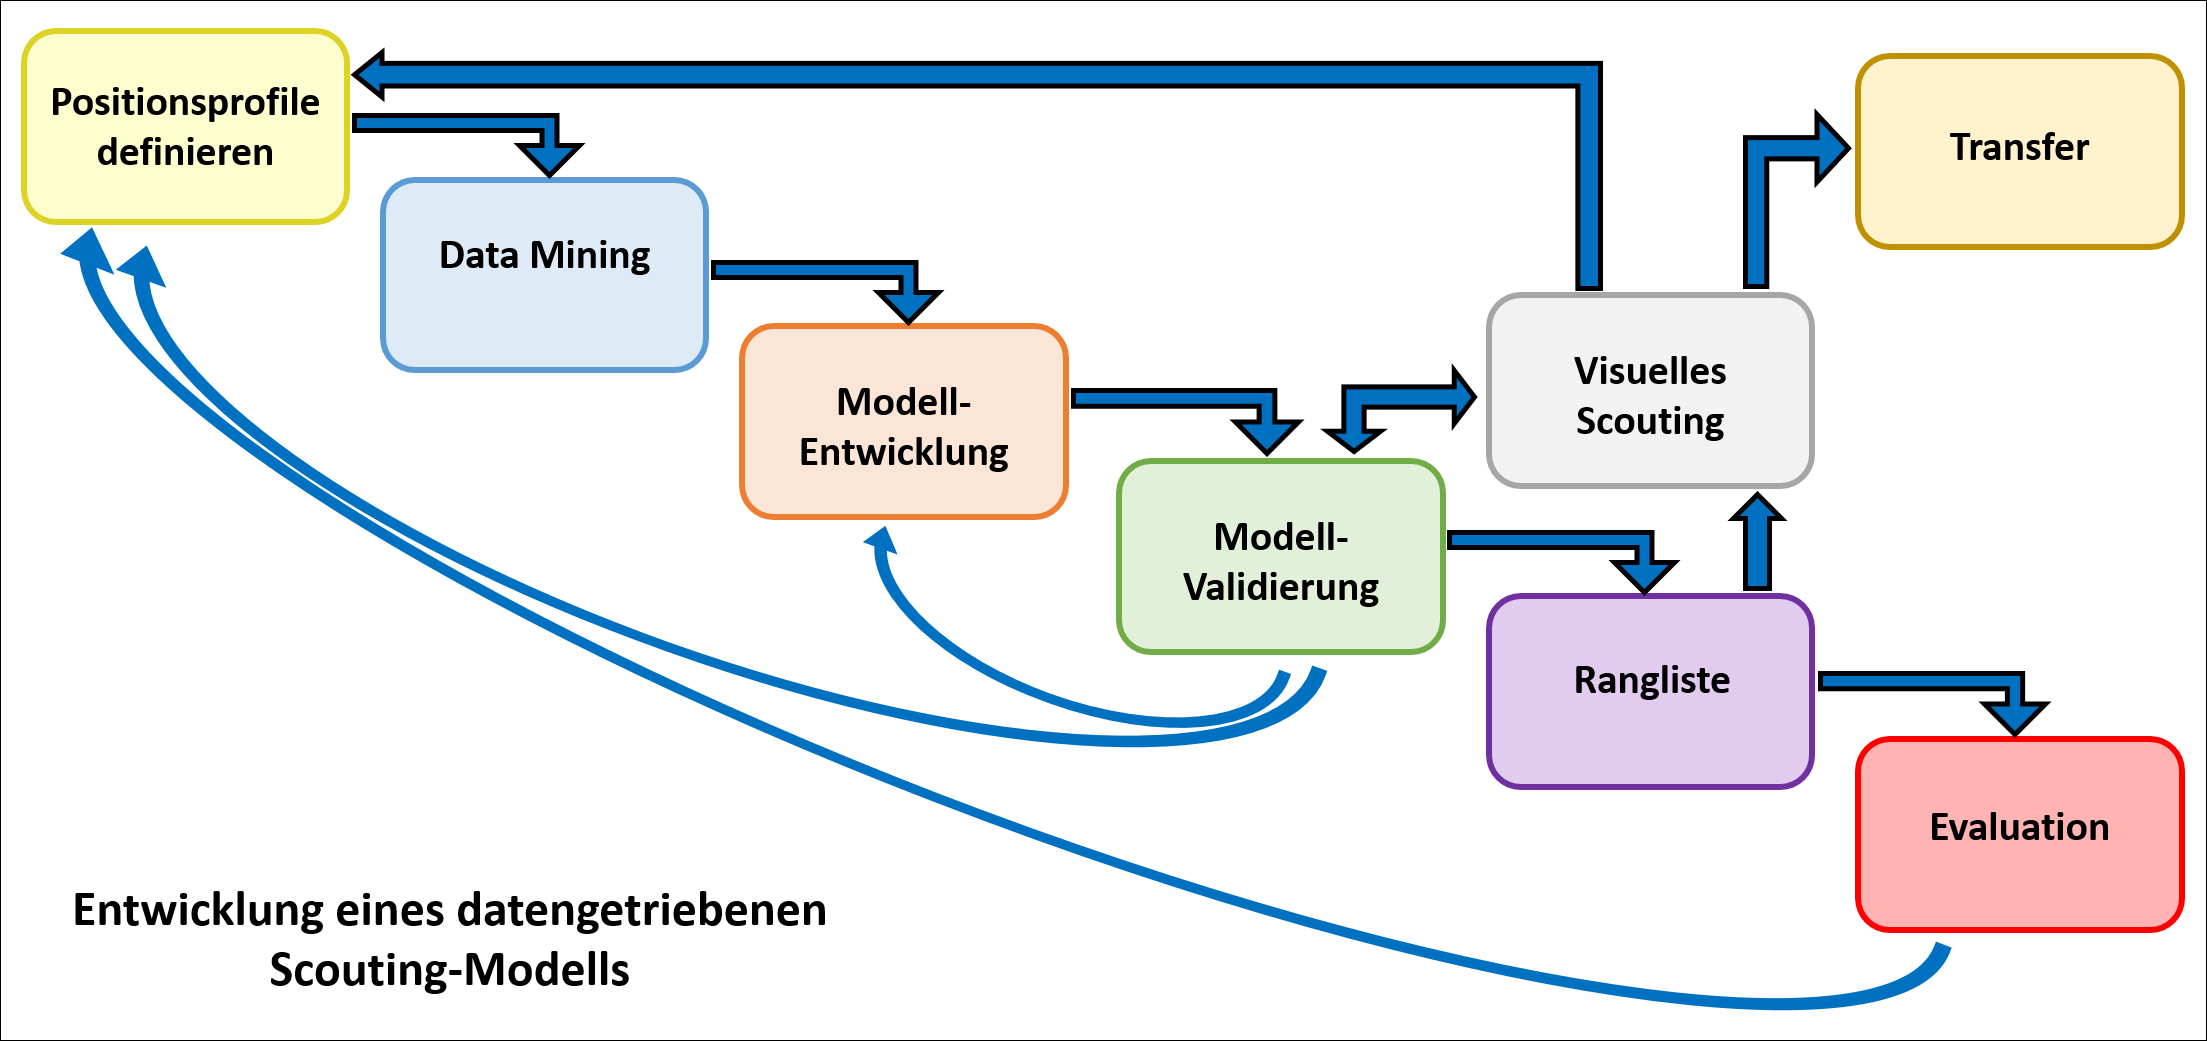 Positionsprofile
definieren
Data Mining
Modell-
Entwicklung
Modell-
Validierung
Visuelles
Scouting
Transfer
Rangliste
Evaluation
Entwicklung eines datengetriebenen
Scouting-Modells